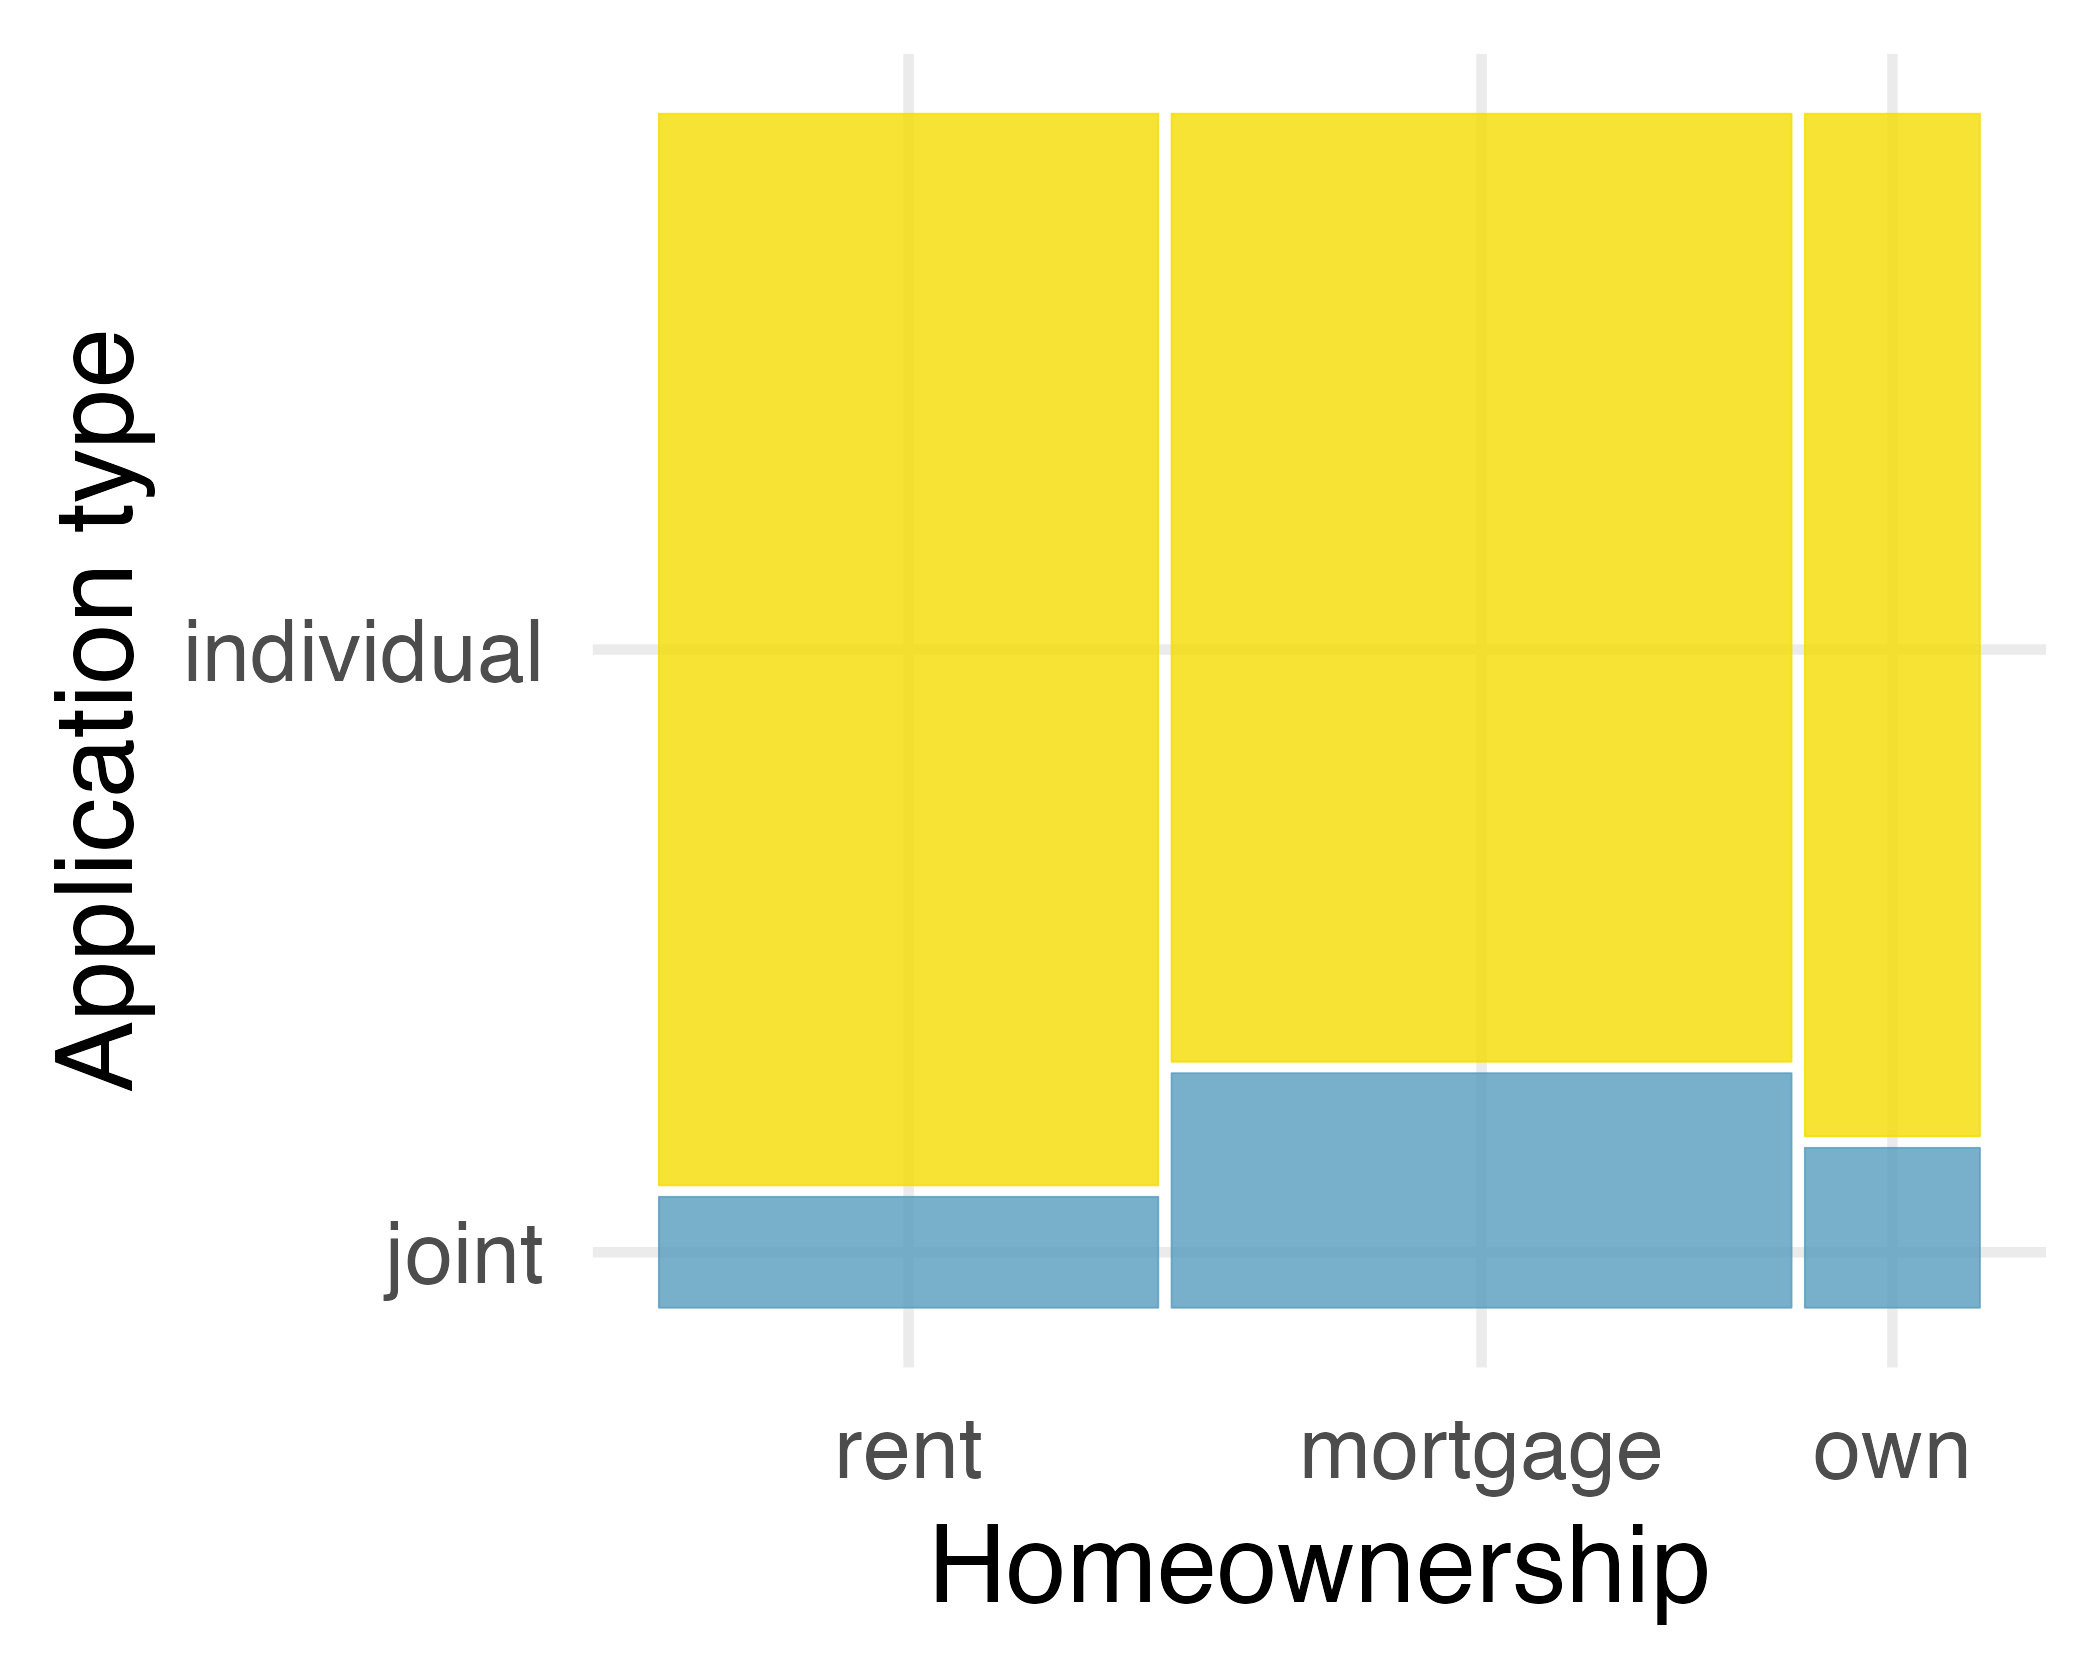 Application type
individual
joint
rent mortgage own
Homeownership